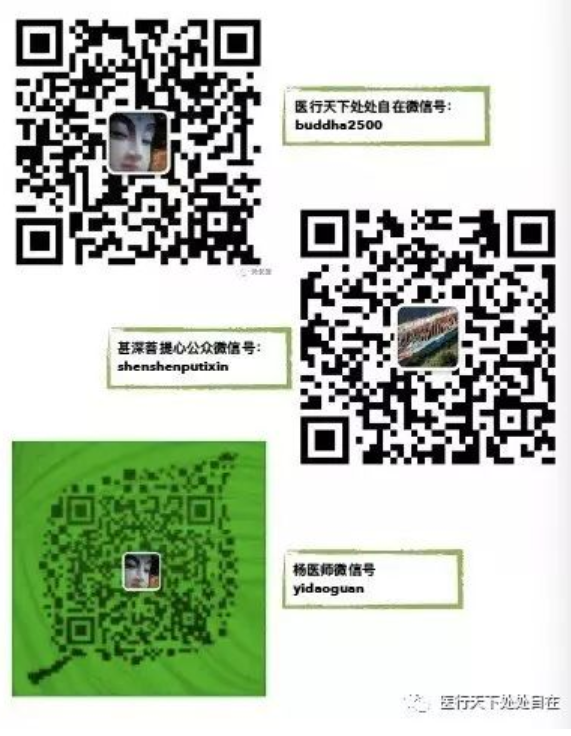 医行天下处处自在微信号：
buddha2500
甚深菩提心公众微信号：
shenshenputixin
杨医师微信号
yidaoguan
医行天下处处自在